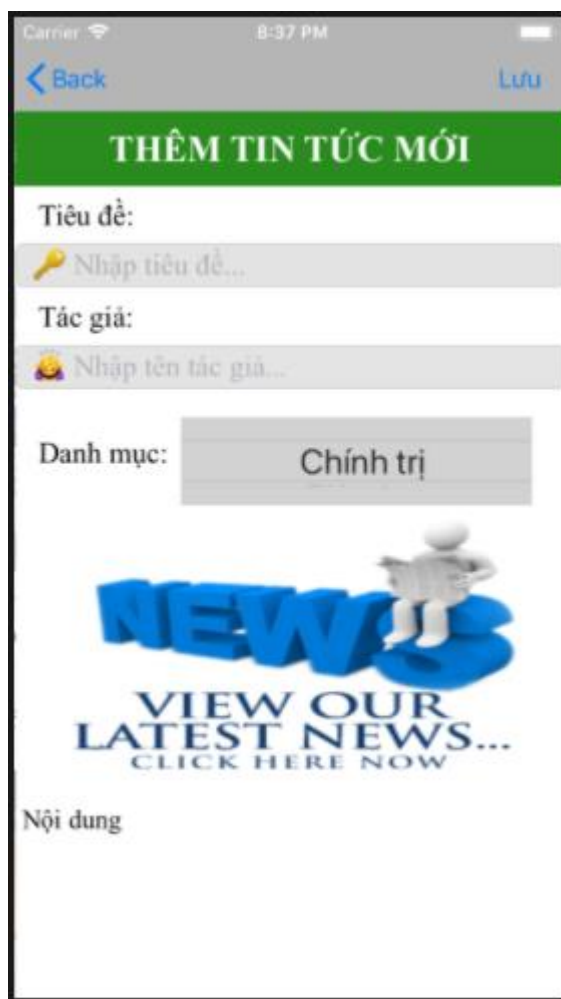 Carrier 8:37 PM
Back Lưu
THÊM TIN TỨC MỚI
Tiêu đề:
Nhập tiêu đề...
Tác giả:
Nhập tên tác giả...
Danh mục: Chính trị
NEWS
VIEW OUR
LATEST NEWS...
CLICK HERE NOW
Nội dung